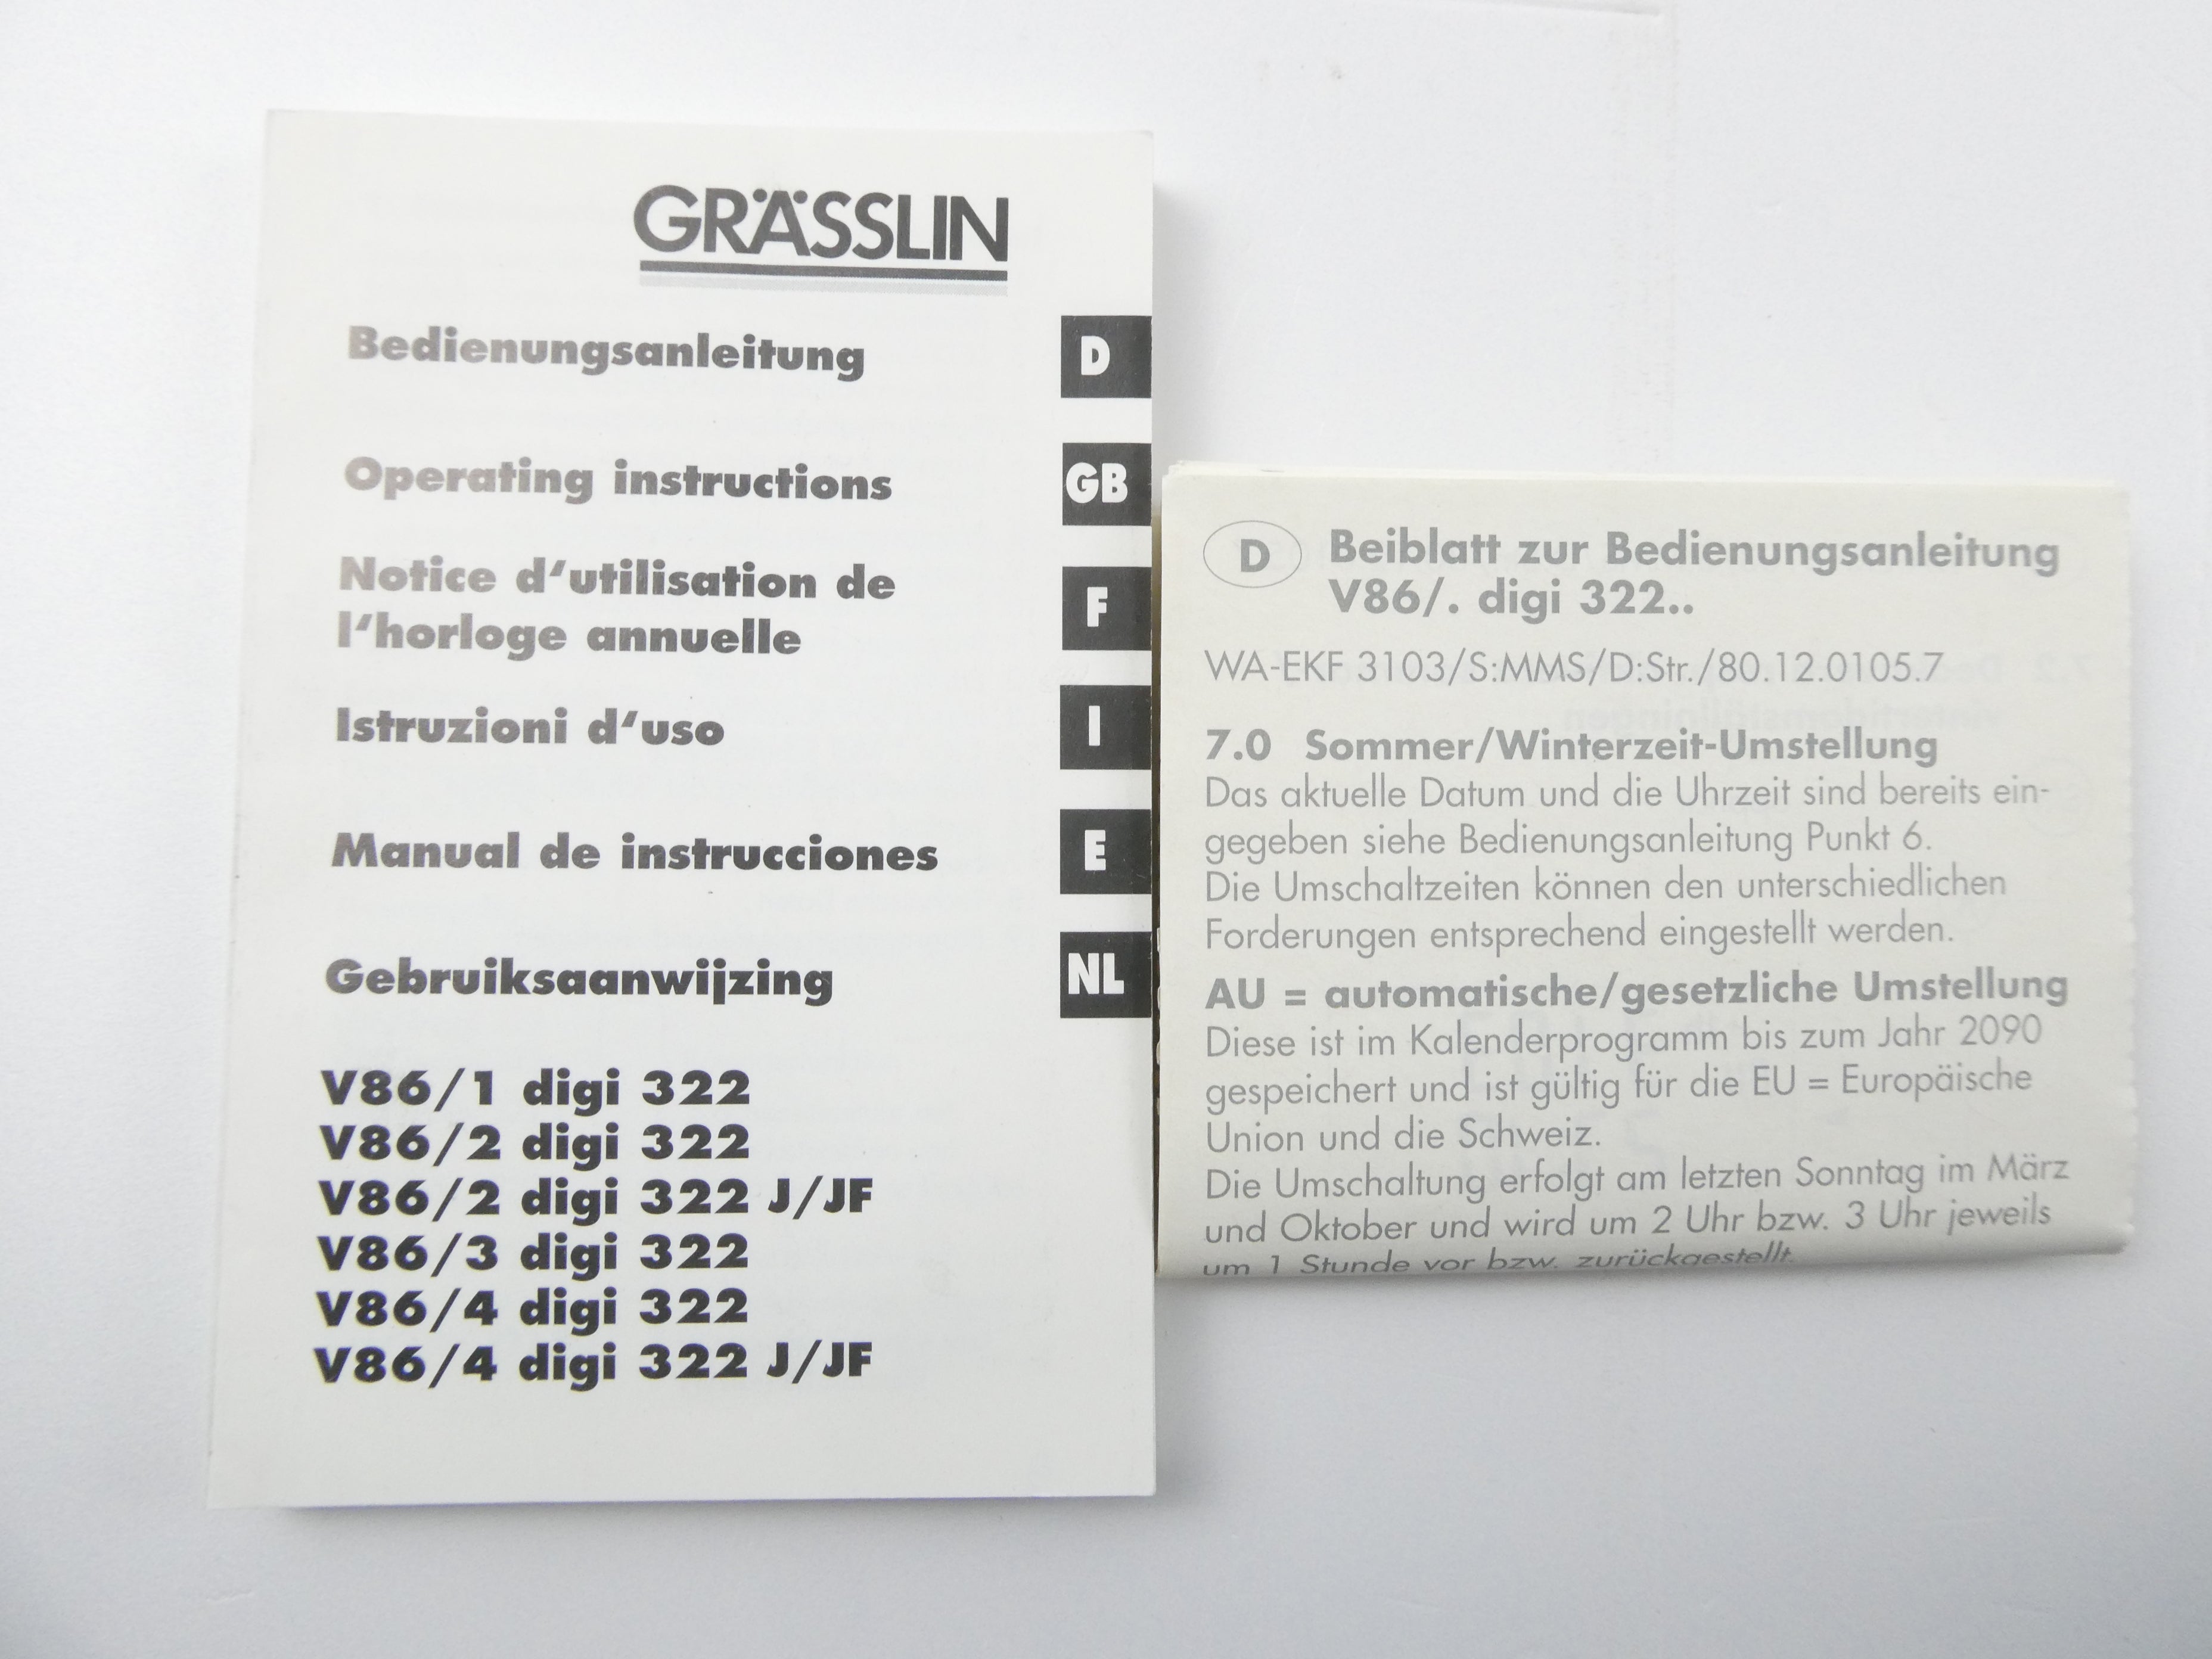 GRÄSSLIN
Bedienungsanleitung D
Operating instructions GB
Notice d'utilisation de
l'horloge annuelle F
Istruzioni d'uso I
Manual de instrucciones E
Gebruiksaanwijzing NL
V86/1 digi 322
V86/2 digi 322
V86/2 digi 322 J/JF
V86/3 digi 322
V86/4 digi 322
V86/4 digi 322 J/JF
D Beiblatt zur Bedienungsanleitung
V86/. digi 322..
WA-EKF 3103/S:MMS/D:Str./80.12.0105.7
7.0 Sommer/Winterzeit-Umstellung
Das aktuelle Datum und die Uhrzeit sind bereits ein-
gegeben siehe Bedienungsanleitung Punkt 6.
Die Umschaltzeiten können den unterschiedlichen
Forderungen entsprechend eingestellt werden.
AU = automatische/gesetzliche Umstellung
Diese ist im Kalenderprogramm bis zum Jahr 2090
gespeichert und ist gültig für die EU = Europäische
Union und die Schweiz.
Die Umschaltung erfolgt am letzten Sonntag im März
und Oktober und wird um 2 Uhr bzw. 3 Uhr jeweils
um 1 Stunde vor bzw. zurückgestellt.